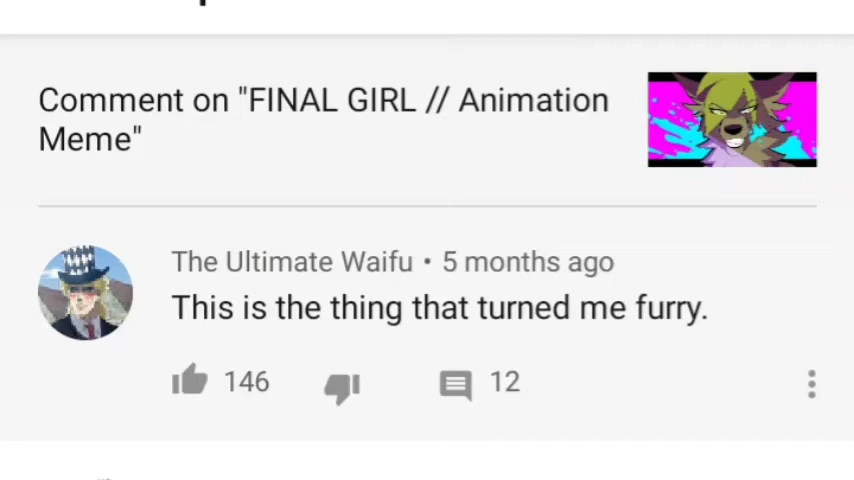 Comment on "FINAL GIRL // Animation
Meme"
The Ultimate Waifu • 5 months ago
This is the thing that turned me furry.
146
12